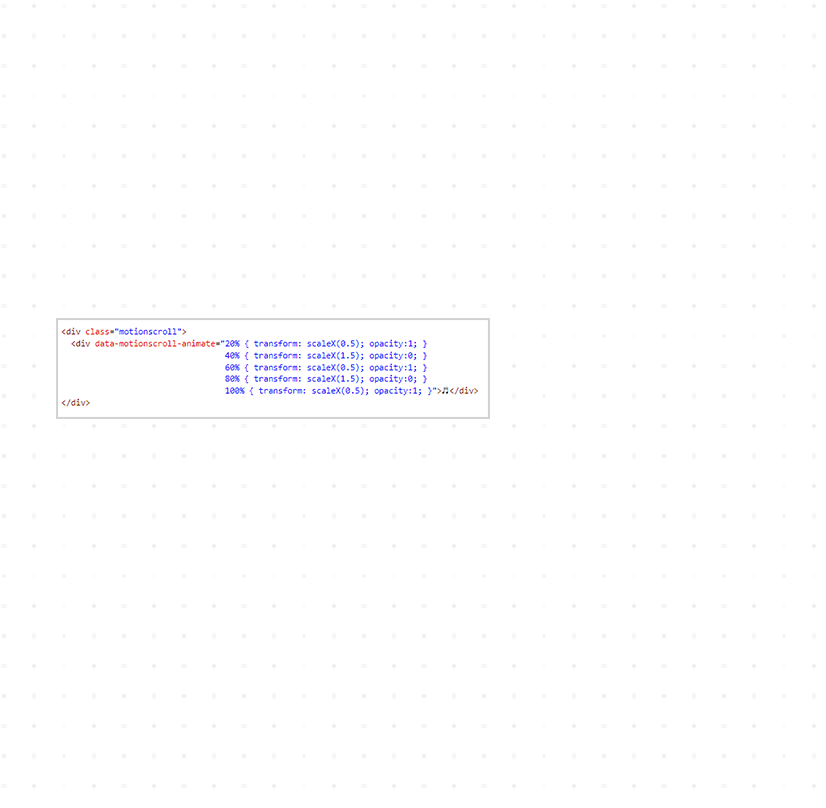 <div class="motionscroll">
<div data-motionscroll-animate="20% { transform: scaleX(0.5); opacity:1; }
40% { transform: scaleX(1.5); opacity:0; }
60% { transform: scaleX(0.5); opacity:1; }
80% { transform: scaleX(1.5); opacity:0; }
100% { transform: scaleX(0.5); opacity:1; }">🎵</div>
</div>